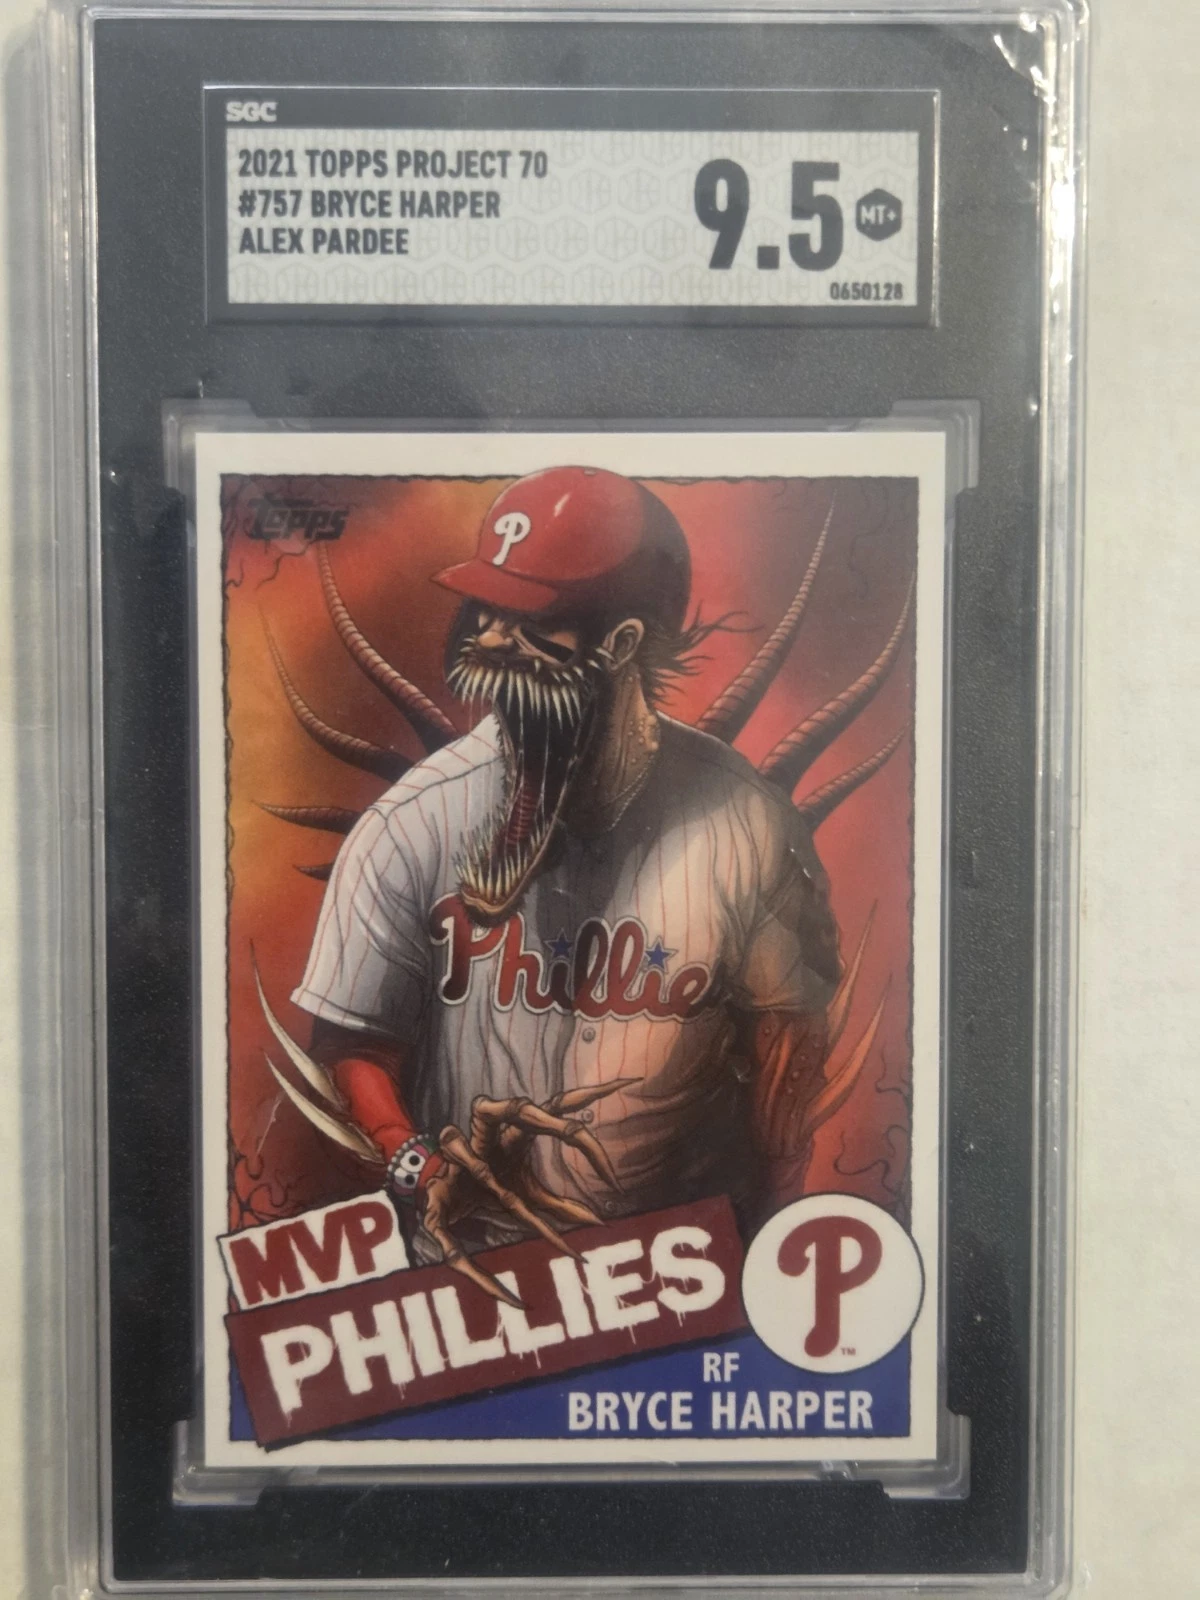 SGC
2021 TOPPS PROJECT 70
#757 BRYCE HARPER
ALEX PARDEE
9.5 MT+
0650128
Topps
P
Phillies
MVP
PHILLIES
P
TM
RF
BRYCE HARPER